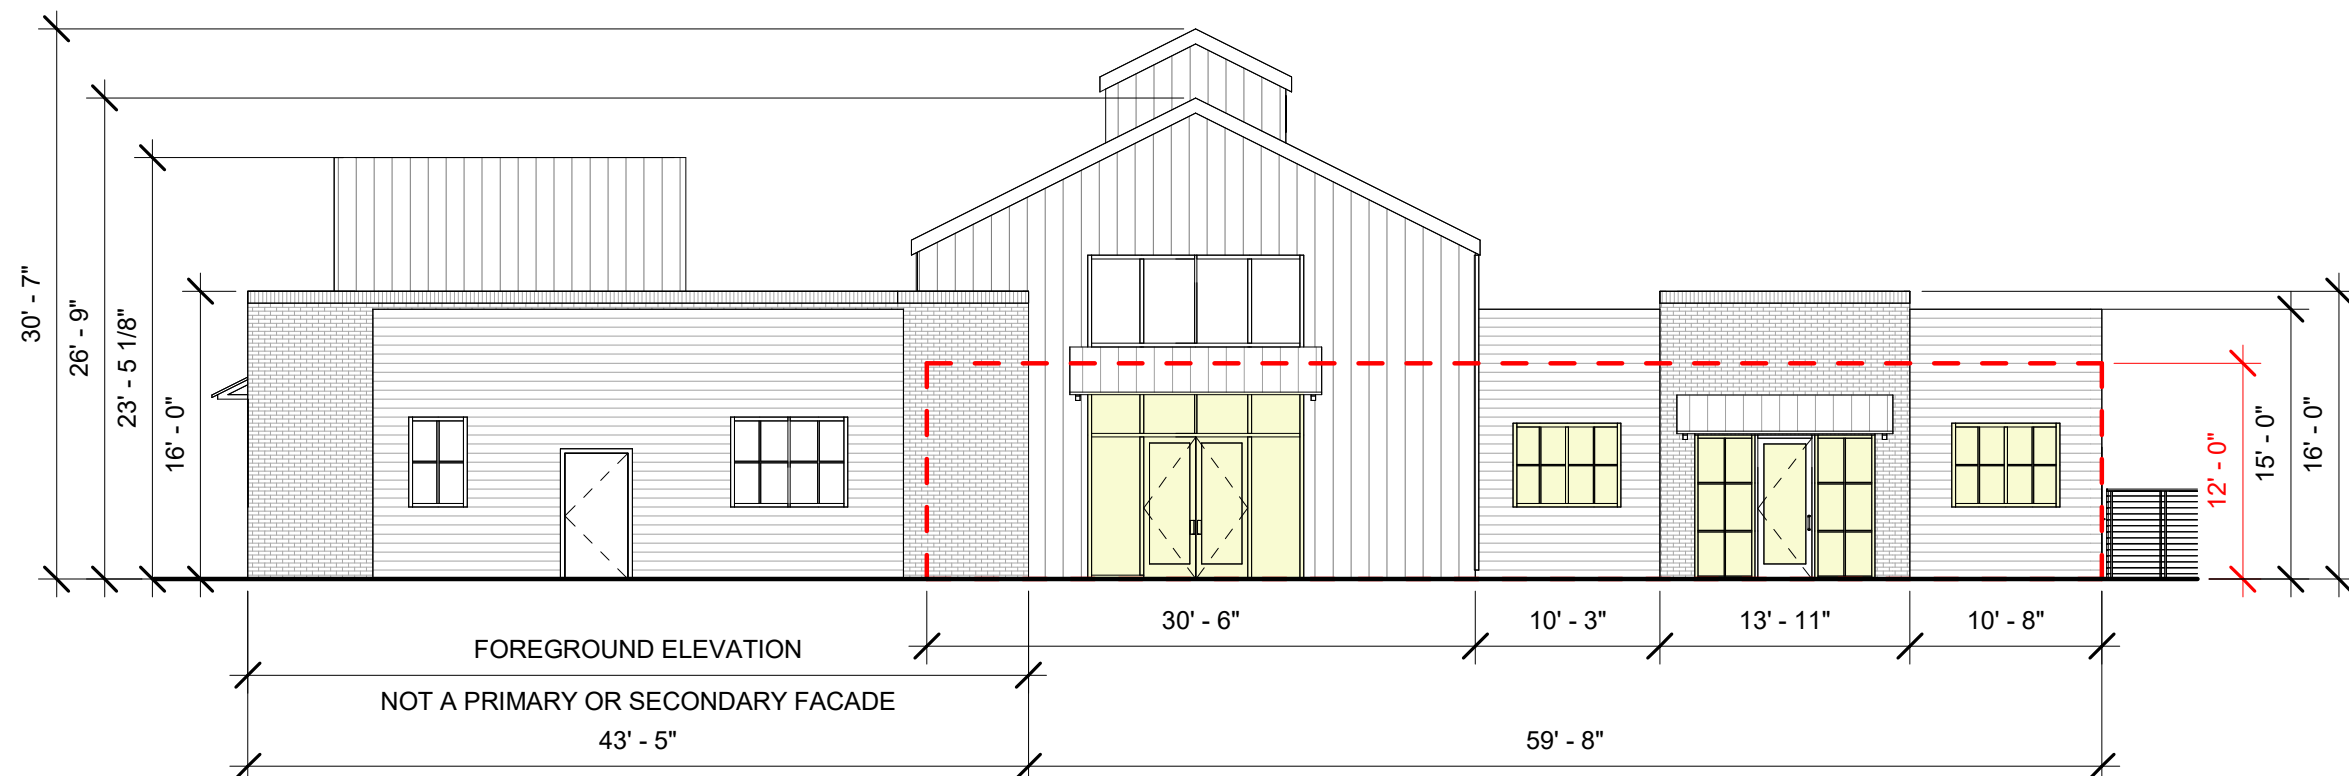 30' - 7"
26' - 9"
23' - 5 1/8"
16' - 0"
12' - 0"
15' - 0"
16' - 0"
30' - 6"
10' - 3"
13' - 11"
10' - 8"
FOREGROUND ELEVATION
NOT A PRIMARY OR SECONDARY FACADE
43' - 5"
59' - 8"